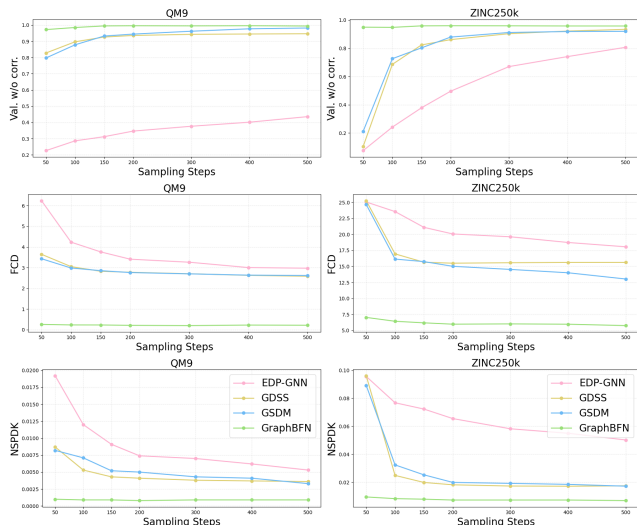 QM9
Val. w/o corr.
1.0
0.9
0.8
0.7
0.6
0.5
0.4
0.3
0.2
50 100 150 200 300 400 500
Sampling Steps
ZINC250k
Val. w/o corr.
1.0
0.8
0.6
0.4
0.2
50 100 150 200 300 400 500
Sampling Steps
QM9
FCD
6
5
4
3
2
1
0
50 100 150 200 300 400 500
Sampling Steps
ZINC250k
FCD
25.0
22.5
20.0
17.5
15.0
12.5
10.0
7.5
5.0
50 100 150 200 300 400 500
Sampling Steps
QM9
NSPDK
0.0200
0.0175
0.0150
0.0125
0.0100
0.0075
0.0050
0.0025
0.0000
EDP-GNN
GDSS
GSDM
GraphBFN
50 100 150 200 300 400 500
Sampling Steps
ZINC250k
NSPDK
0.10
0.08
0.06
0.04
0.02
0.00
EDP-GNN
GDSS
GSDM
GraphBFN
50 100 150 200 300 400 500
Sampling Steps